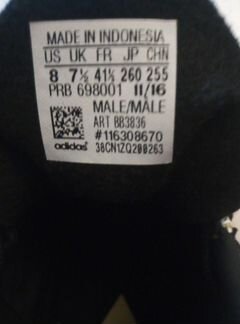 MADE IN INDONESIA
US UK FR JP CHN
8 7½ 41⅓ 260 255
PRB 698001 11/16
MALE/MALE
ART BB3836
#116308670
adidas 38CN1ZQ200263